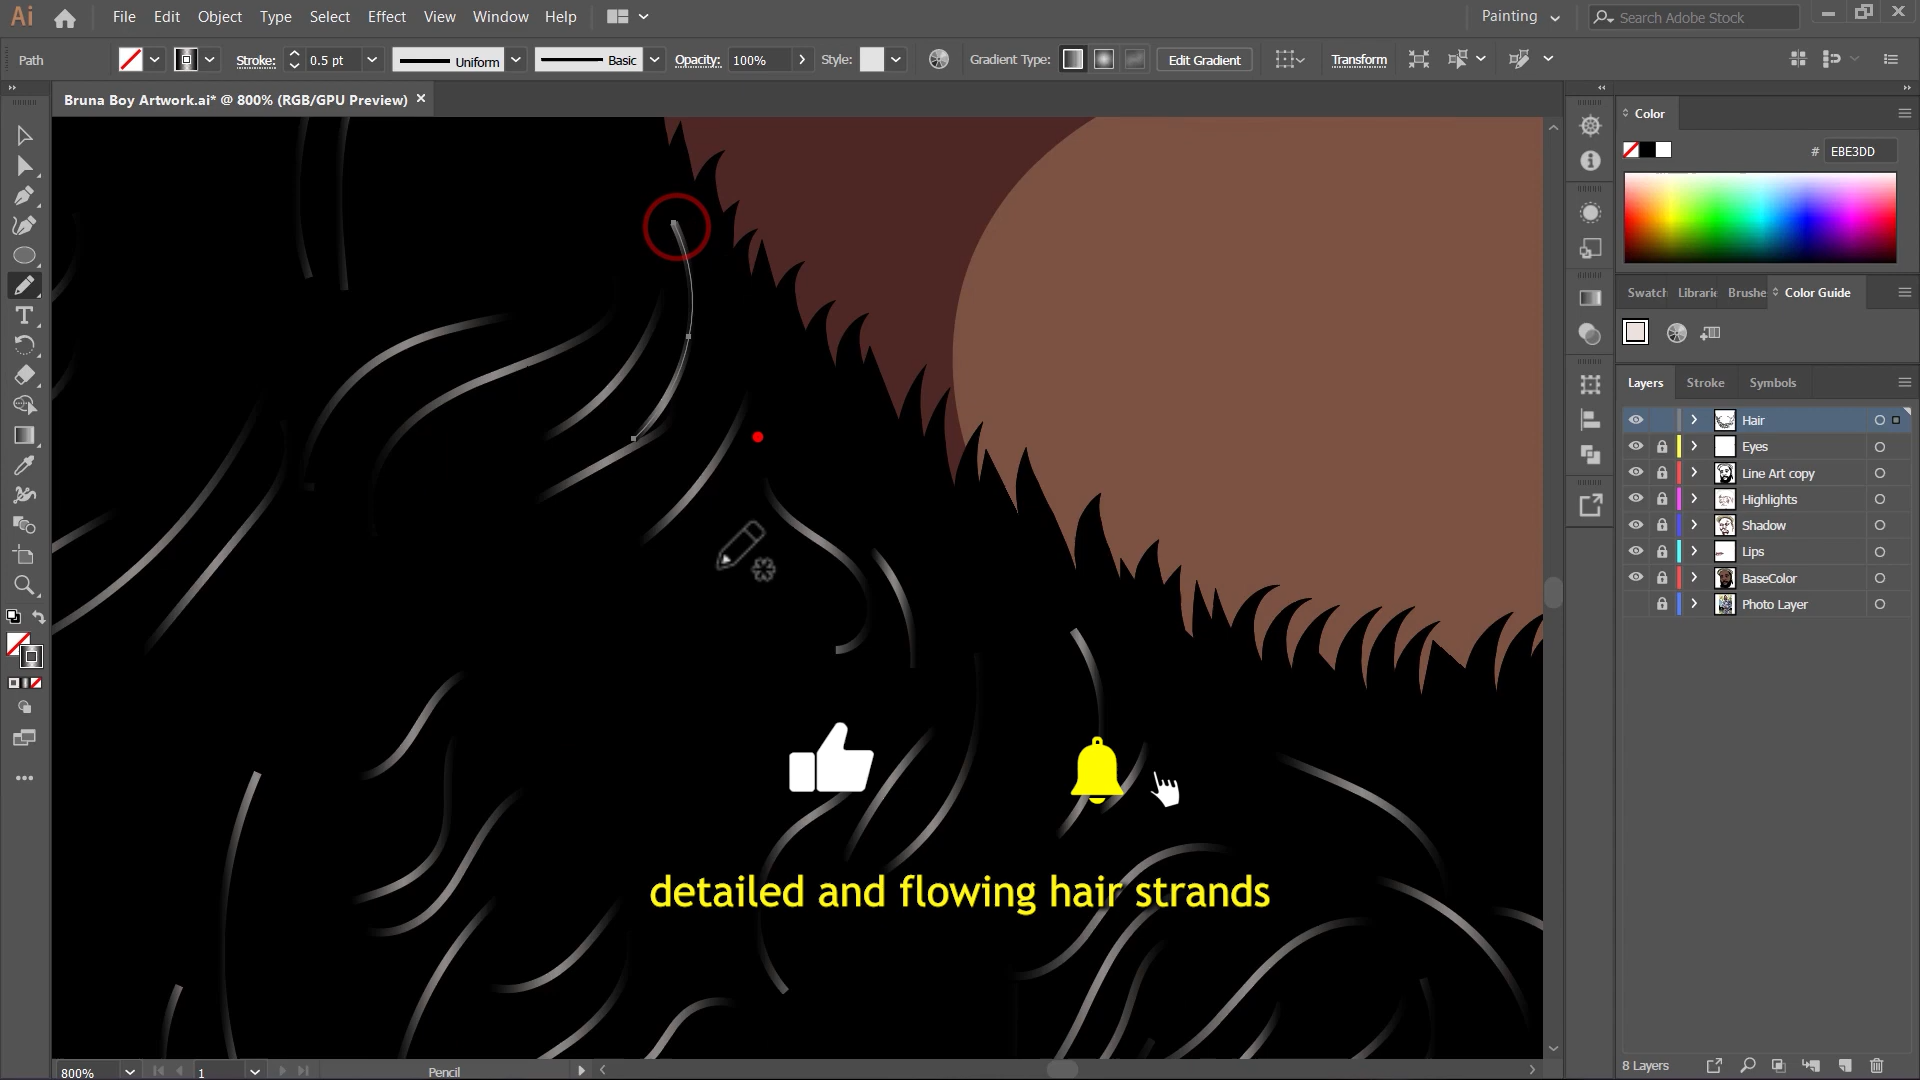 Ai File Edit Object Type Select Effect View Window Help Painting Search Adobe Stock
Path Stroke: 0.5 pt Uniform Basic Opacity: 100% Style: Gradient Type: Edit Gradient Transform
Bruna Boy Artwork.ai* @ 800% (RGB/GPU Preview)
Color
# EBE3DD
Swatch Librarie Brushe Color Guide
Layers Stroke Symbols
Hair
Eyes
Line Art copy
Highlights
Shadow
Lips
BaseColor
Photo Layer
detailed and flowing hair strands
8 Layers
800% 1 Pencil